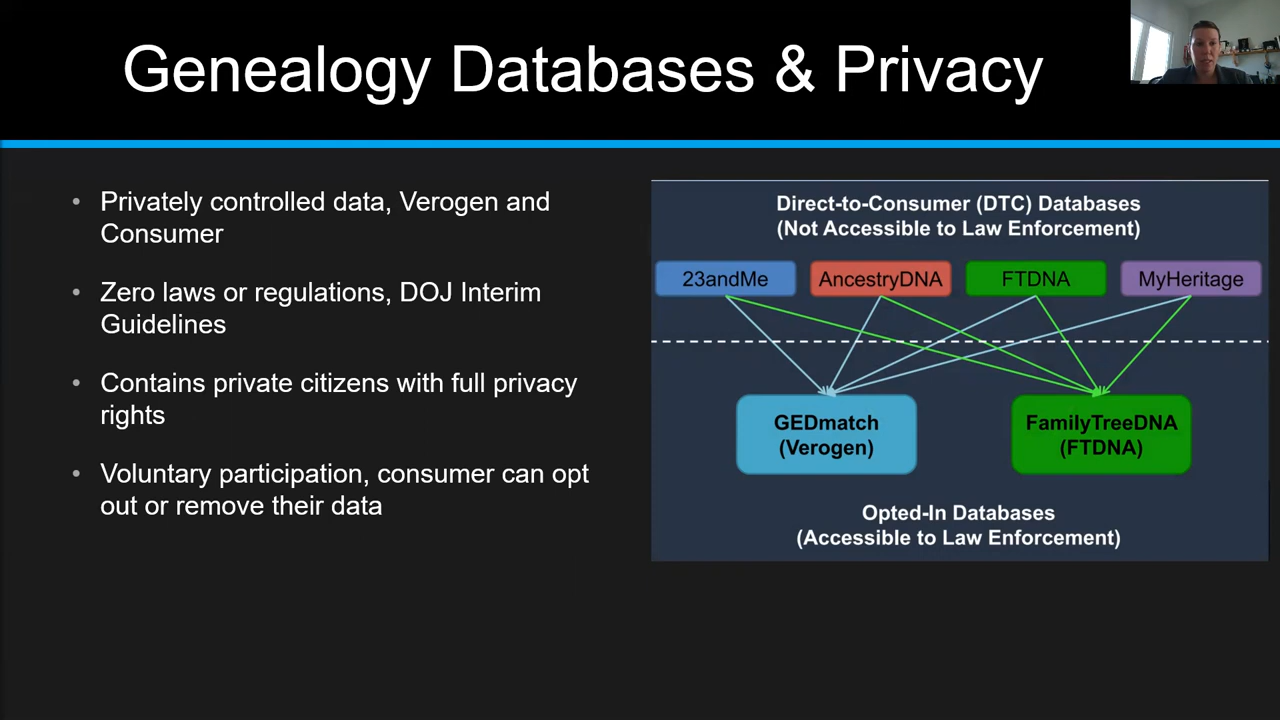 Genealogy Databases & Privacy
• Privately controlled data, Verogen and
Consumer
• Zero laws or regulations, DOJ Interim
Guidelines
• Contains private citizens with full privacy
rights
• Voluntary participation, consumer can opt
out or remove their data
Direct-to-Consumer (DTC) Databases
(Not Accessible to Law Enforcement)
23andMe
AncestryDNA
FTDNA
MyHeritage
GEDmatch
(Verogen)
FamilyTreeDNA
(FTDNA)
Opted-In Databases
(Accessible to Law Enforcement)